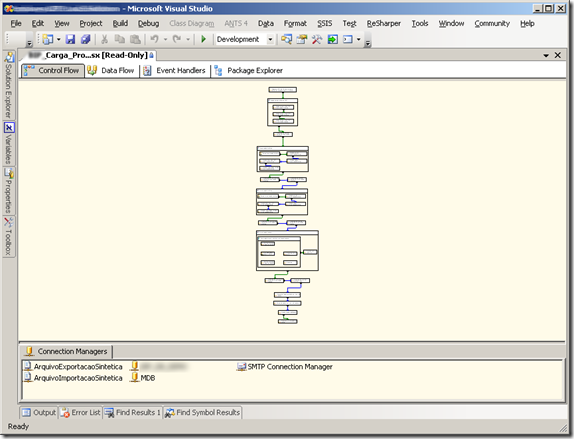 - Microsoft Visual Studio
File Edit View Project Build Debug Class Diagram ANTS 4 Data Format SSIS Test ReSharper Tools Window Community Help
Development
_Carga_Pro...sx [Read-Only]
Control Flow Data Flow Event Handlers Package Explorer
Solution Explorer
Variables
Properties
Toolbox
Connection Managers
ArquivoExportacaoSintetica SMTP Connection Manager
ArquivoImportacaoSintetica MDB
Output Error List Find Results 1 Find Symbol Results
Ready